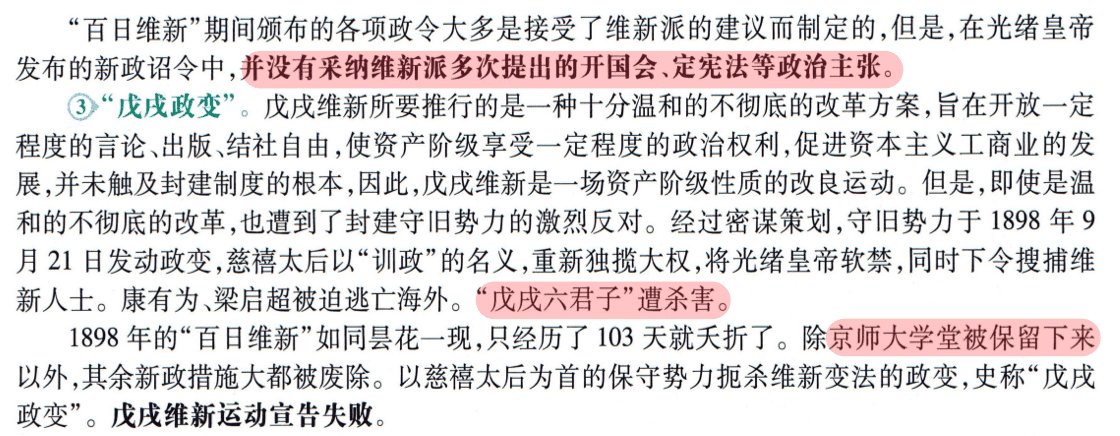 “百日维新”期间颁布的各项政令大多是接受了维新派的建议而制定的,但是,在光绪皇帝
发布的新政诏令中,并没有采纳维新派多次提出的开国会、定宪法等政治主张。
③“戊戌政变”。戊戌维新所要推行的是一种十分温和的不彻底的改革方案,旨在开放一定
程度的言论、出版、结社自由,使资产阶级享受一定程度的政治权利,促进资本主义工商业的发
展,并未触及封建制度的根本,因此,戊戌维新是一场资产阶级性质的改良运动。但是,即使是温
和的不彻底的改革,也遭到了封建守旧势力的激烈反对。经过密谋策划,守旧势力于 1898 年 9
月 21 日发动政变,慈禧太后以“训政”的名义,重新独揽大权,将光绪皇帝软禁,同时下令搜捕维
新人士。康有为、梁启超被迫逃亡海外。“戊戌六君子”遭杀害。
1898 年的“百日维新”如同昙花一现,只经历了 103 天就夭折了。除京师大学堂被保留下来
以外,其余新政措施大都被废除。以慈禧太后为首的保守势力扼杀维新变法的政变,史称“戊戌
政变”。戊戌维新运动宣告失败。